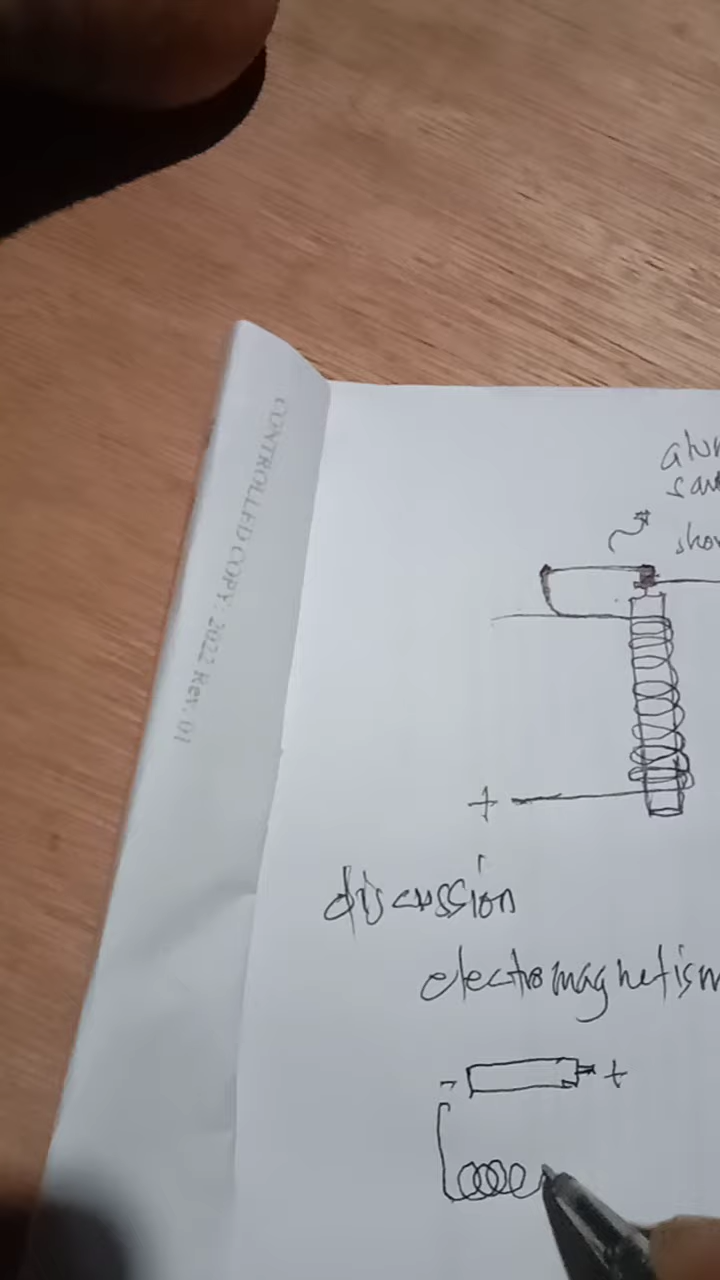 CONTROLLED COPY: 2022 Rev. 01
+
discussion
electromagnetism
- +